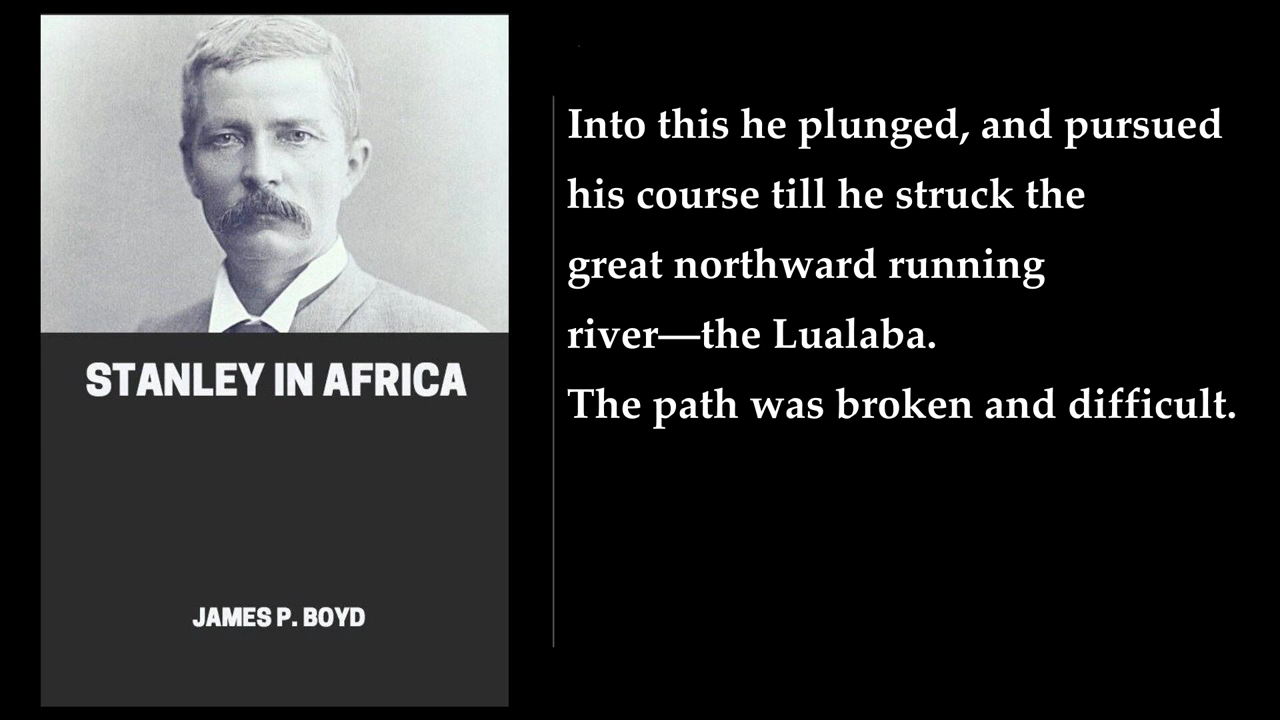 STANLEY IN AFRICA
JAMES P. BOYD
Into this he plunged, and pursued
his course till he struck the
great northward running
river—the Lualaba.
The path was broken and difficult.